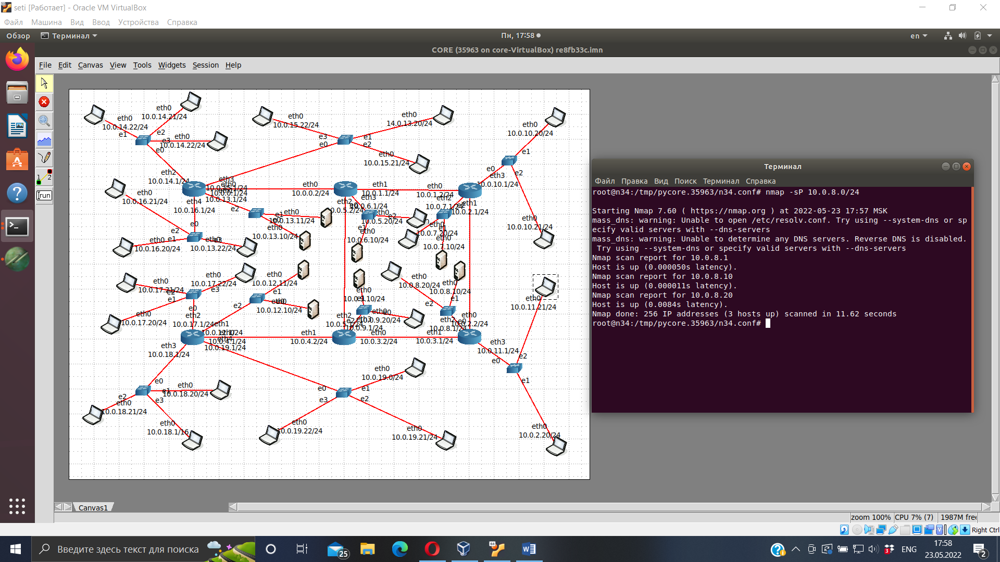 seti [Работает] - Oracle VM VirtualBox
Файл Машина Вид Ввод Устройства Справка
Обзор Терминал Пн, 17:58 en
CORE (35963 on core-VirtualBox) re8fb33c.imn
File Edit Canvas View Tools Widgets Session Help
eth0
10.0.14.22/24
e1
eth0
10.0.14.21/24
e2
e3
eth0
10.0.14.22/24
e0
eth2
10.0.14.1/24
eth0
10.0.15.22/24
e3
e0
eth0
14.0.13.20/24
e1
e2
eth0
10.0.15.21/24
eth0
10.0.10.20/24
e1
e0
e2
eth3
10.0.10.1/24
eth0
10.0.10.21/24
eth0
10.0.16.21/24
eth3
10.0.13.1/24
eth4
10.0.16.1/24
e2
eth0
10.0.0.2/24
eth1
10.0.1.1/24
eth0
10.0.1.2/24
eth2
eth3
10.0.6.1/24
eth2
10.0.7.1/24
eth1
10.0.2.1/24
e1
eth0
10.0.13.11/24
eth0
10.0.13.10/24
e2
10.0.5.20/24
e1
10.0.6.10/24
10.0.7.20/24
eth0
10.0.7.10/24
e0
e2
e1
eth0
10.0.16.20/24
10.0.13.22/24
eth0
10.0.17.21/24
e1
eth0
10.0.17.22/24
e3
eth0
10.0.12.11/24
e1
e2
10.0.12.10/24
eth0
10.0.9.10/24
eth0
10.0.8.20/24
eth0
10.0.8.10/24
e1
e2
eth0
10.0.11.21/24
eth0
10.0.17.20/24
e0
eth2
10.0.17.1/24
eth1
10.0.12.1/24
10.0.4.1/24
10.0.19.1/24
eth2
10.0.5.1/24
eth3
10.0.9.1/24
10.0.9.20/24
eth0
10.0.2.2/24
10.0.8.1/24
eth1
10.0.4.2/24
eth0
10.0.3.2/24
eth1
10.0.3.1/24
eth3
10.0.11.1/24
e0
e2
e1
eth3
10.0.18.1/24
e0
eth0
10.0.18.20/24
e2
eth0
10.0.18.21/24
e3
eth0
10.0.18.1/16
eth0
10.0.19.0/24
e0
e1
e3
e2
eth0
10.0.19.22/24
eth0
10.0.19.21/24
eth0
10.0.2.20/24
1 2
run
Терминал
Файл Правка Вид Поиск Терминал Справка
root@n34:/tmp/pycore.35963/n34.conf# nmap -sP 10.0.8.0/24
Starting Nmap 7.60 ( https://nmap.org ) at 2022-05-23 17:57 MSK
mass_dns: warning: Unable to open /etc/resolv.conf. Try using --system-dns or sp
ecify valid servers with --dns-servers
mass_dns: warning: Unable to determine any DNS servers. Reverse DNS is disabled.
Try using --system-dns or specify valid servers with --dns-servers
Nmap scan report for 10.0.8.1
Host is up (0.000050s latency).
Nmap scan report for 10.0.8.10
Host is up (0.000011s latency).
Nmap scan report for 10.0.8.20
Host is up (0.0084s latency).
Nmap done: 256 IP addresses (3 hosts up) scanned in 11.62 seconds
root@n34:/tmp/pycore.35963/n34.conf#
Canvas1
zoom 100% CPU 7% (7) 1987M free
Right Ctrl
Введите здесь текст для поиска
25
64
3
ENG
17:58
23.05.2022
2